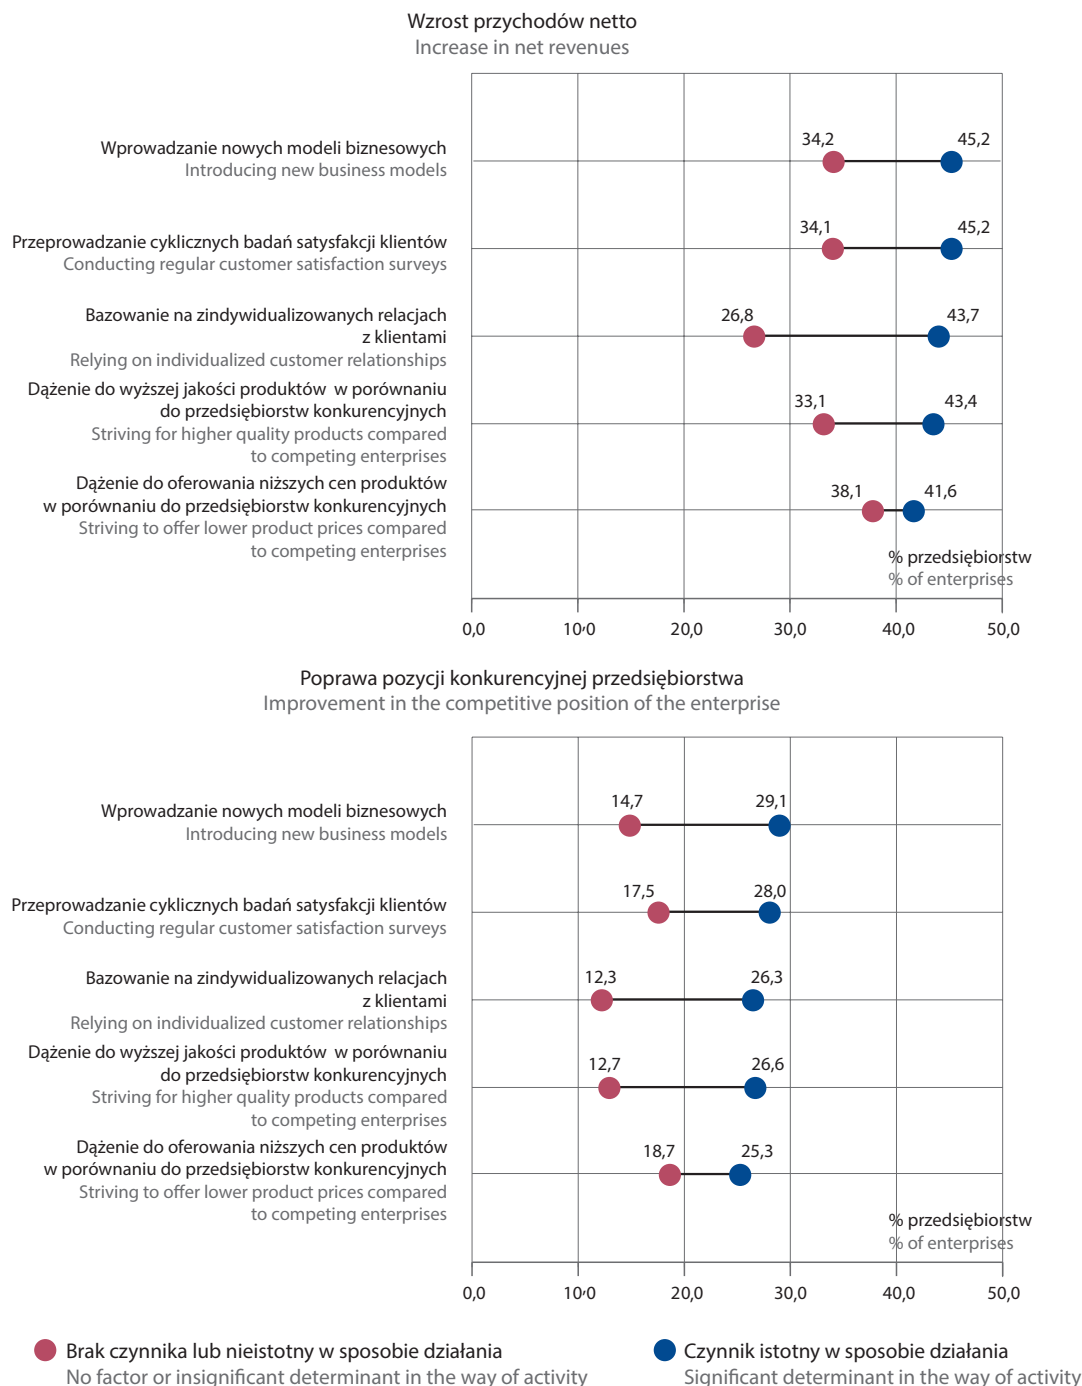 Wzrost przychodów netto
Increase in net revenues
Wprowadzanie nowych modeli biznesowych
Introducing new business models
34,2
45,2
Przeprowadzanie cyklicznych badań satysfakcji klientów
Conducting regular customer satisfaction surveys
34,1
45,2
Bazowanie na zindywidualizowanych relacjach
z klientami
Relying on individualized customer relationships
26,8
43,7
Dążenie do wyższej jakości produktów w porównaniu
do przedsiębiorstw konkurencyjnych
Striving for higher quality products compared
to competing enterprises
33,1
43,4
Dążenie do oferowania niższych cen produktów
w porównaniu do przedsiębiorstw konkurencyjnych
Striving to offer lower product prices compared
to competing enterprises
38,1
41,6
% przedsiębiorstw
% of enterprises
0,0 10,0 20,0 30,0 40,0 50,0
Poprawa pozycji konkurencyjnej przedsiębiorstwa
Improvement in the competitive position of the enterprise
Wprowadzanie nowych modeli biznesowych
Introducing new business models
14,7
29,1
Przeprowadzanie cyklicznych badań satysfakcji klientów
Conducting regular customer satisfaction surveys
17,5
28,0
Bazowanie na zindywidualizowanych relacjach
z klientami
Relying on individualized customer relationships
12,3
26,3
Dążenie do wyższej jakości produktów w porównaniu
do przedsiębiorstw konkurencyjnych
Striving for higher quality products compared
to competing enterprises
12,7
26,6
Dążenie do oferowania niższych cen produktów
w porównaniu do przedsiębiorstw konkurencyjnych
Striving to offer lower product prices compared
to competing enterprises
18,7
25,3
% przedsiębiorstw
% of enterprises
0,0 10,0 20,0 30,0 40,0 50,0
Brak czynnika lub nieistotny w sposobie działania
No factor or insignificant determinant in the way of activity
Czynnik istotny w sposobie działania
Significant determinant in the way of activity